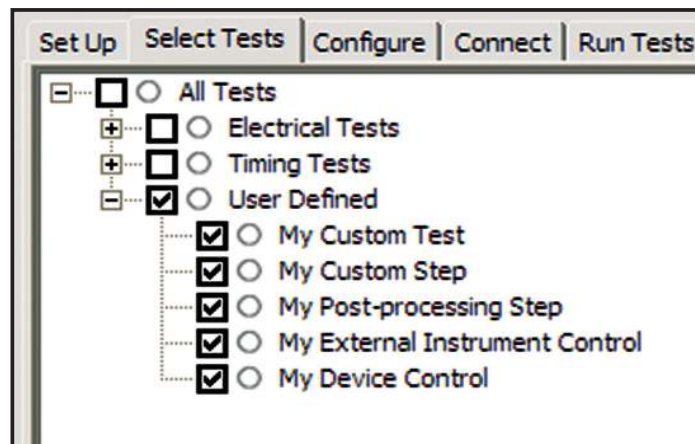 Set Up Select Tests Configure Connect Run Tests
All Tests
Electrical Tests
Timing Tests
User Defined
My Custom Test
My Custom Step
My Post-processing Step
My External Instrument Control
My Device Control